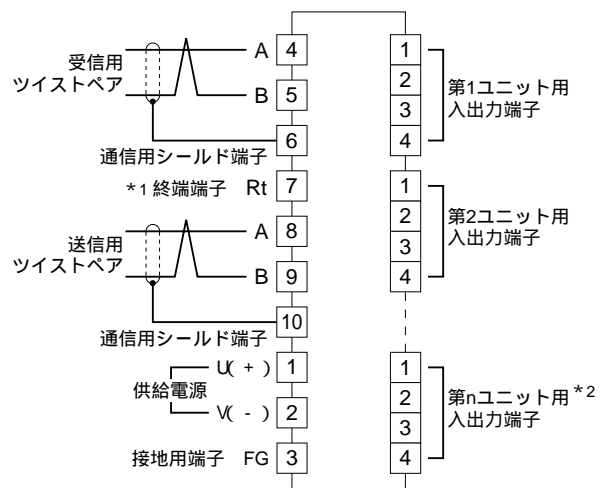 受信用
ツイストペア
A 4
B 5
6
通信用シールド端子
*1 終端端子 Rt 7
送信用
ツイストペア
A 8
B 9
10
通信用シールド端子
供給電源
U( + ) 1
V( - ) 2
接地用端子 FG 3
1
2
3
4
第1ユニット用
入出力端子
1
2
3
4
第2ユニット用
入出力端子
1
2
3
4
第nユニット用 *2
入出力端子